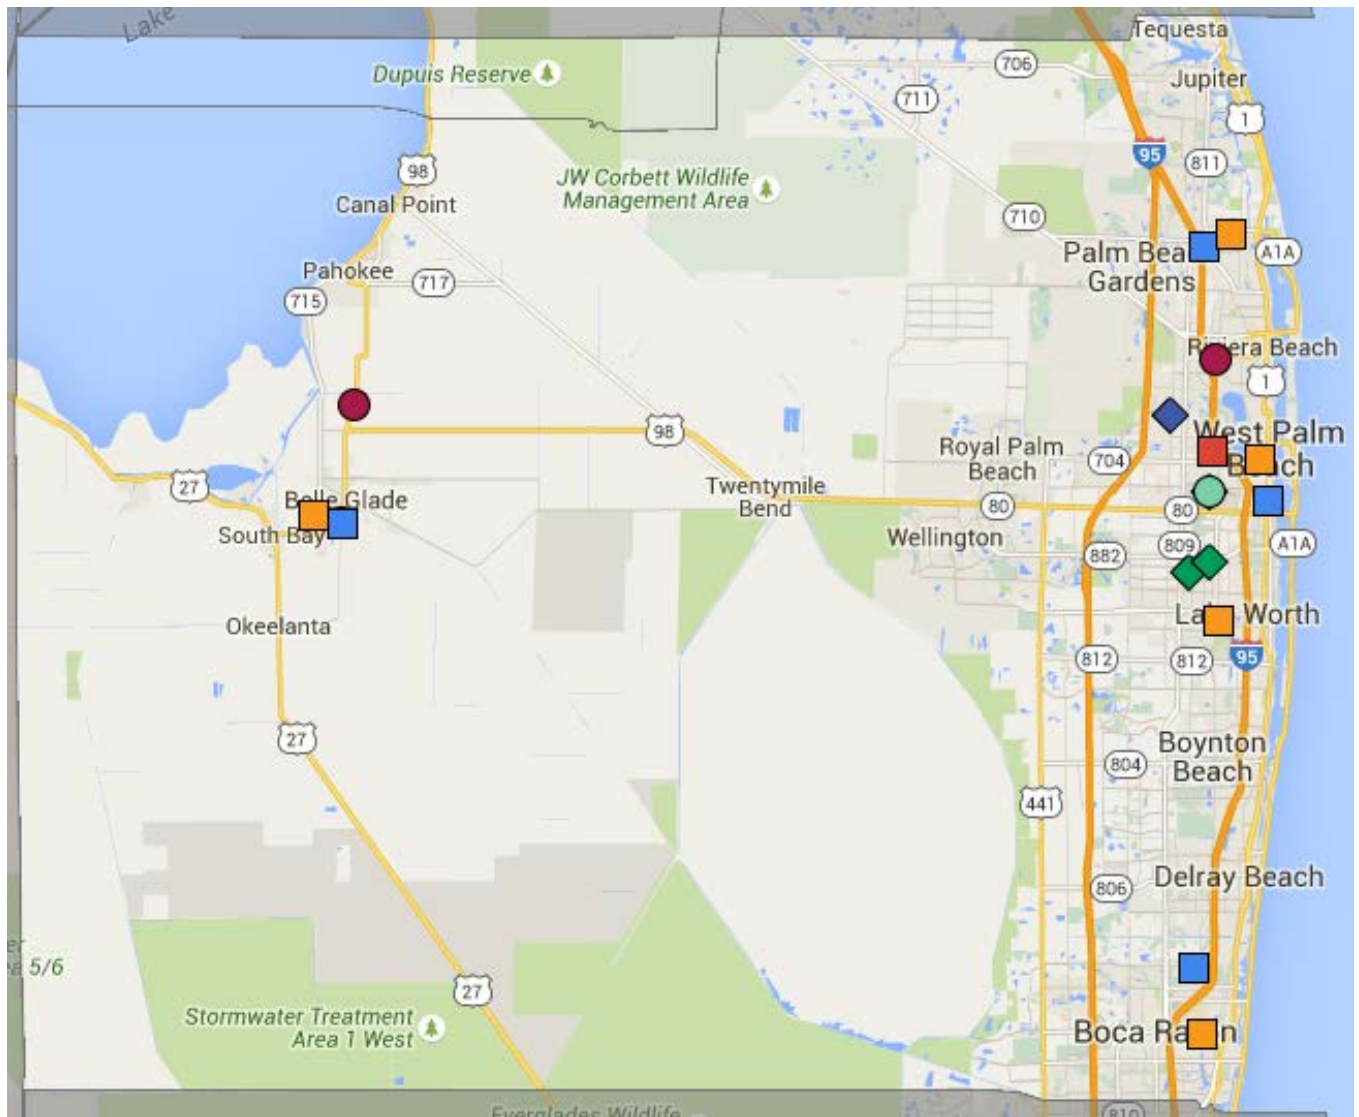 Lake
Tequesta
Dupuis Reserve
706
Jupiter
711
1
95
811
98
JW Corbett Wildlife
Management Area
Canal Point
710
Palm Bea
Gardens
A1A
Pahokee
717
715
Riviera Beach
1
98
West Palm
Beach
Royal Palm
Beach
704
27
Belle Glade
Twentymile
Bend
80
80
South Bay
Wellington
882
809
A1A
Okeelanta
Worth
812
812
95
27
Boynton
Beach
804
441
806
Delray Beach
5/6
27
Stormwater Treatment
Area 1 West
Boca Ra n
Everglades Wildlife
810